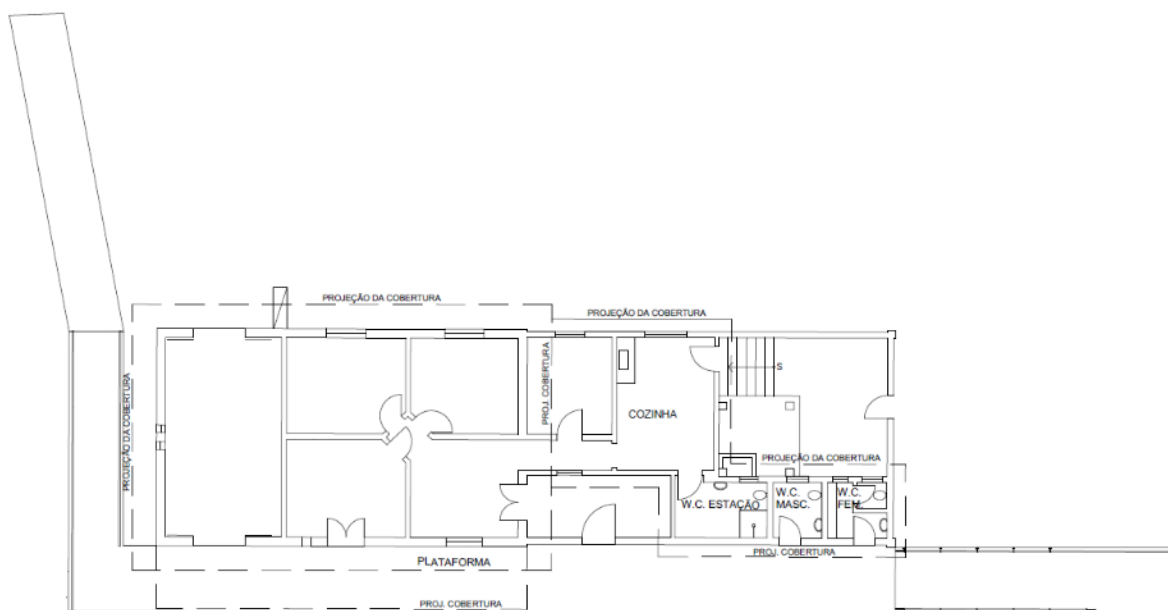 PROJEÇÃO DA COBERTURA
PROJEÇÃO DA COBERTURA
PROJEÇÃO DA COBERTURA
PROJ. COBERTURA
S
COZINHA
PROJEÇÃO DA COBERTURA
W.C. ESTAÇÃO
W.C.
MASC.
W.C.
FEM.
PROJ. COBERTURA
PLATAFORMA
PROJ. COBERTURA